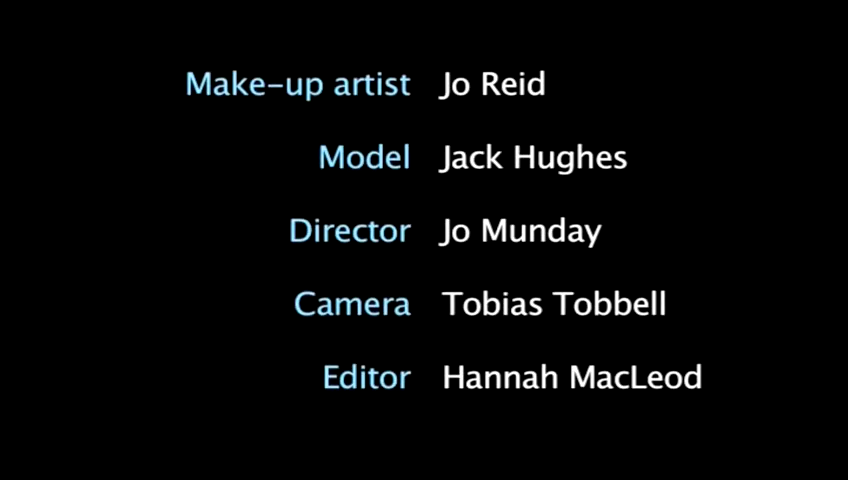 Make-up artist Jo Reid
Model Jack Hughes
Director Jo Munday
Camera Tobias Tobbell
Editor Hannah MacLeod